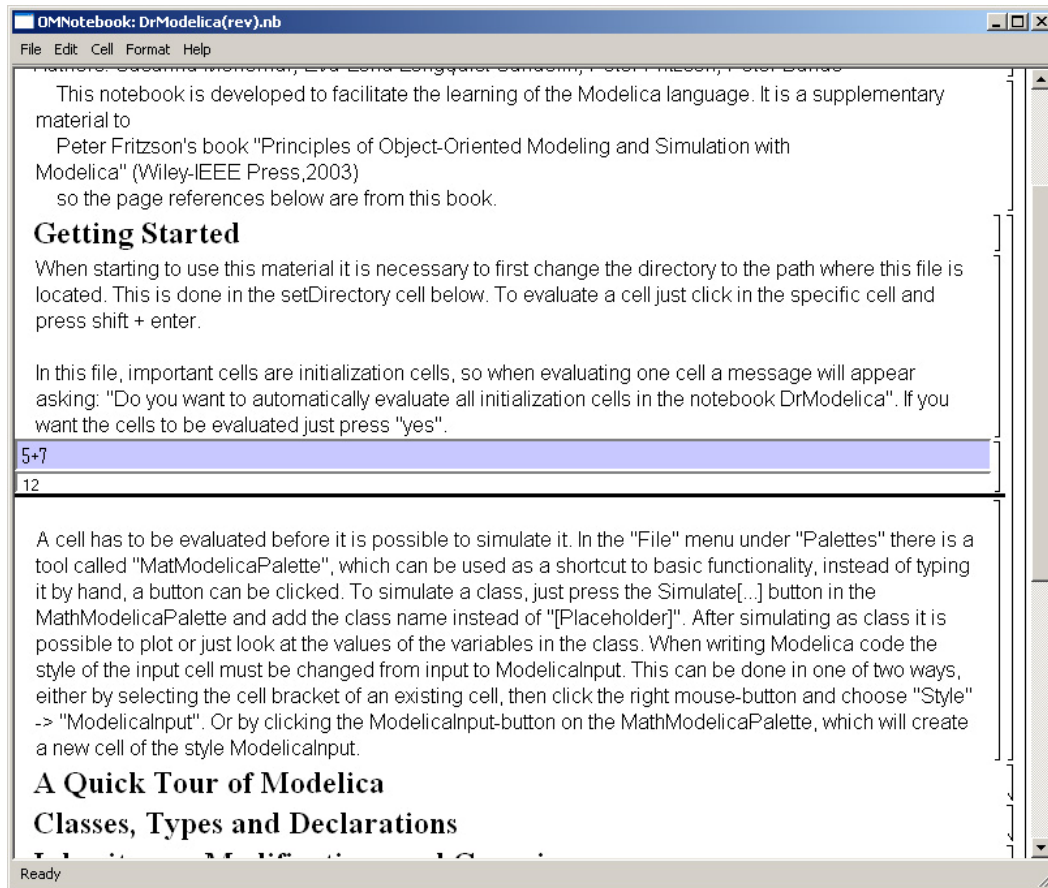 OMNotebook: DrModelica(rev).nb
File Edit Cell Format Help
This notebook is developed to facilitate the learning of the Modelica language. It is a supplementary
material to
Peter Fritzson's book "Principles of Object-Oriented Modeling and Simulation with
Modelica" (Wiley-IEEE Press,2003)
so the page references below are from this book.
Getting Started
When starting to use this material it is necessary to first change the directory to the path where this file is
located. This is done in the setDirectory cell below. To evaluate a cell just click in the specific cell and
press shift + enter.
In this file, important cells are initialization cells, so when evaluating one cell a message will appear
asking: "Do you want to automatically evaluate all initialization cells in the notebook DrModelica". If you
want the cells to be evaluated just press "yes".
5+7
12
A cell has to be evaluated before it is possible to simulate it. In the "File" menu under "Palettes" there is a
tool called "MatModelicaPalette", which can be used as a shortcut to basic functionality, instead of typing
it by hand, a button can be clicked. To simulate a class, just press the Simulate[...] button in the
MathModelicaPalette and add the class name instead of "[Placeholder]". After simulating as class it is
possible to plot or just look at the values of the variables in the class. When writing Modelica code the
style of the input cell must be changed from input to ModelicaInput. This can be done in one of two ways,
either by selecting the cell bracket of an existing cell, then click the right mouse-button and choose "Style"
-> "ModelicaInput". Or by clicking the ModelicaInput-button on the MathModelicaPalette, which will create
a new cell of the style ModelicaInput.
A Quick Tour of Modelica
Classes, Types and Declarations
Ready